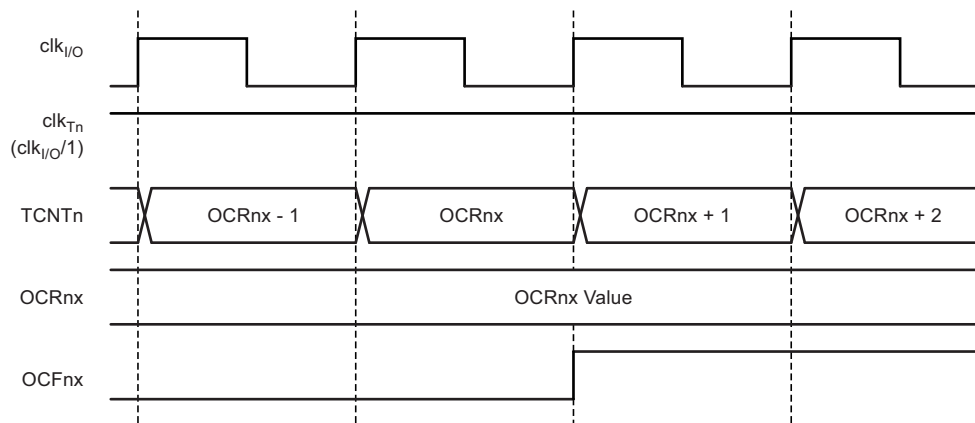 clkI/O
clkTn
(clkI/O/1)
TCNTn OCRnx - 1 OCRnx OCRnx + 1 OCRnx + 2
OCRnx OCRnx Value
OCFnx